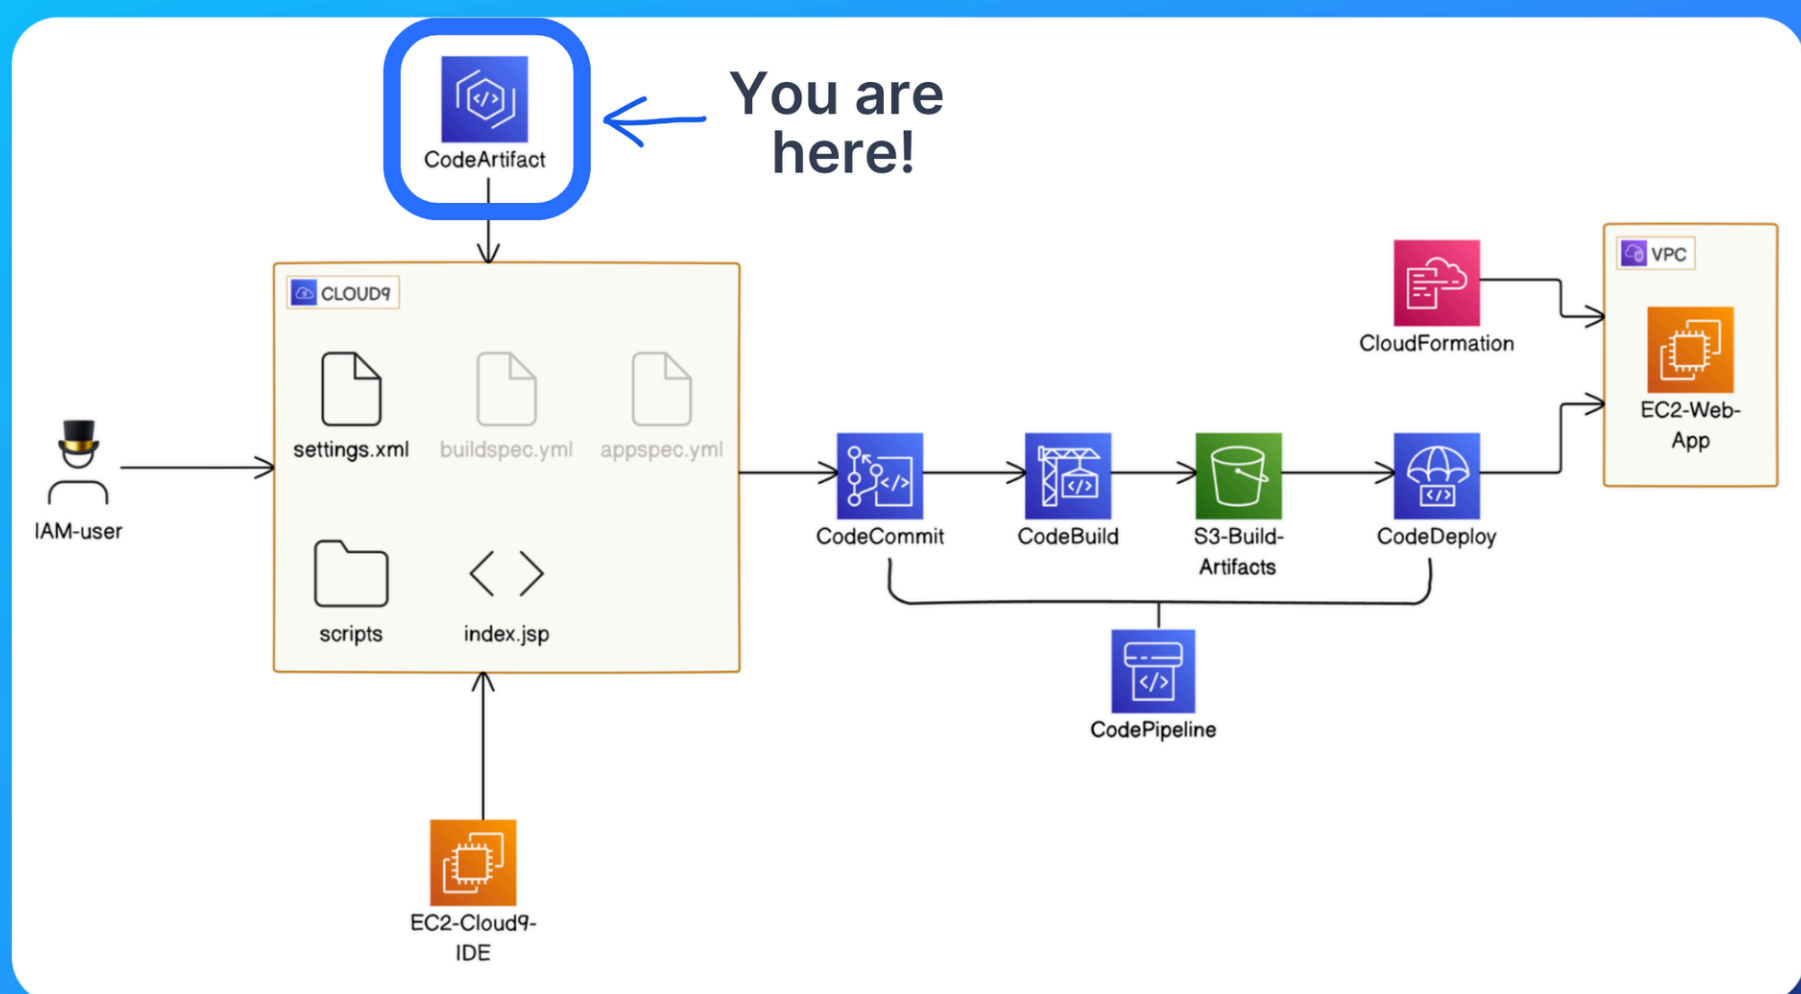 You are
here!
CodeArtifact
CLOUD9
settings.xml
buildspec.yml
appspec.yml
scripts
index.jsp
IAM-user
EC2-Cloud9-
IDE
CodeCommit
CodeBuild
S3-Build-
Artifacts
CodeDeploy
CodePipeline
CloudFormation
VPC
EC2-Web-
App